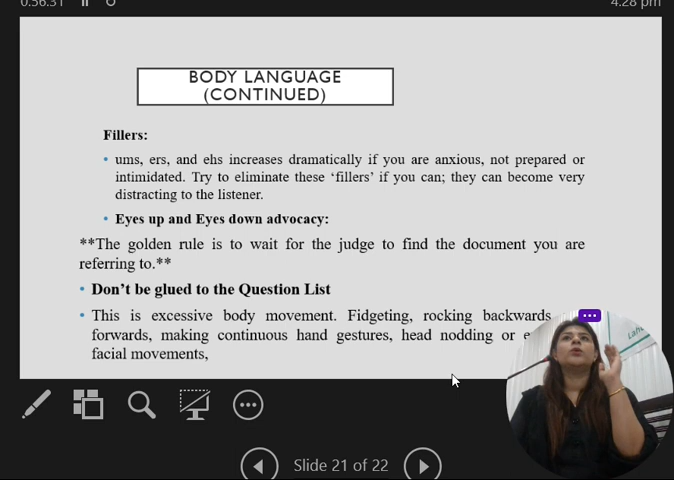 0:56:31
4:28 pm
BODY LANGUAGE
(CONTINUED)
Fillers:
• ums, ers, and ehs increases dramatically if you are anxious, not prepared or
intimidated. Try to eliminate these ‘fillers’ if you can; they can become very
distracting to the listener.
• Eyes up and Eyes down advocacy:
**The golden rule is to wait for the judge to find the document you are
referring to.**
• Don’t be glued to the Question List
• This is excessive body movement. Fidgeting, rocking backwards
forwards, making continuous hand gestures, head nodding or
facial movements,
Slide 21 of 22